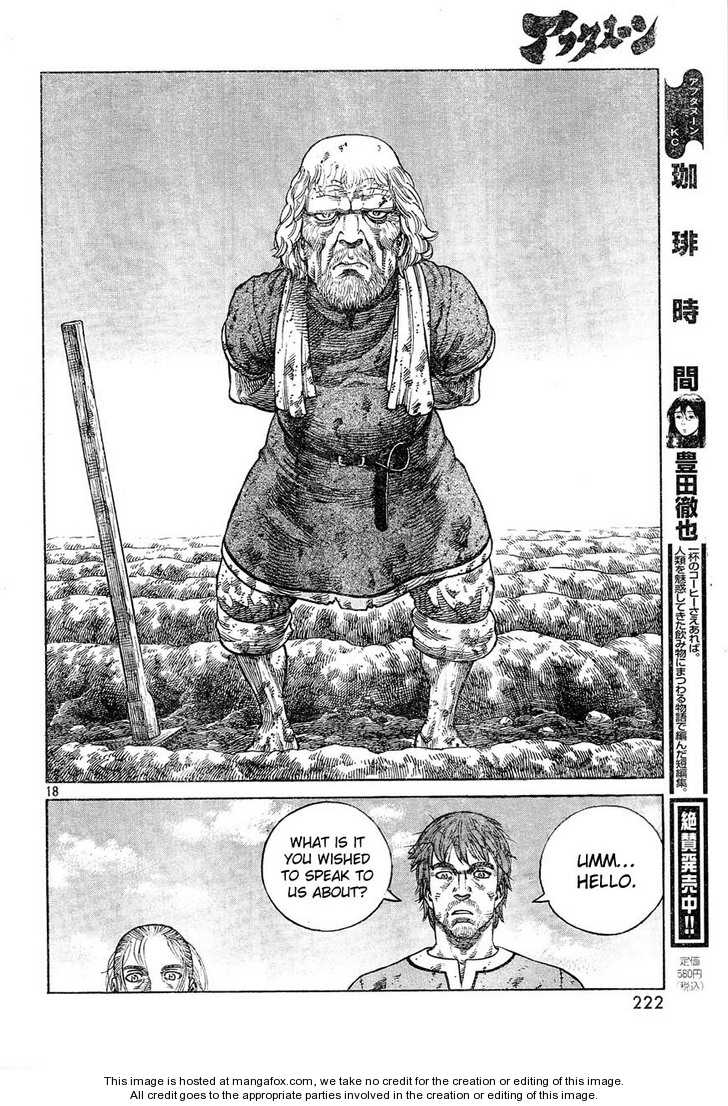 アフタヌーン
アフタヌーン
KC
珈琲時間
豊田徹也
一杯のコーヒーさえあれば。
人類を魅惑してきた飲み物にまつわる物語で編んだ短編集。
絶賛発売中!!
定価
580円
(税込)
18
UMM...
HELLO.
WHAT IS IT
YOU WISHED
TO SPEAK TO
US ABOUT?
222
This image is hosted at mangafox.com, we take no credit for the creation or editing of this image.
All credit goes to the appropriate parties involved in the creation or editing of this image.